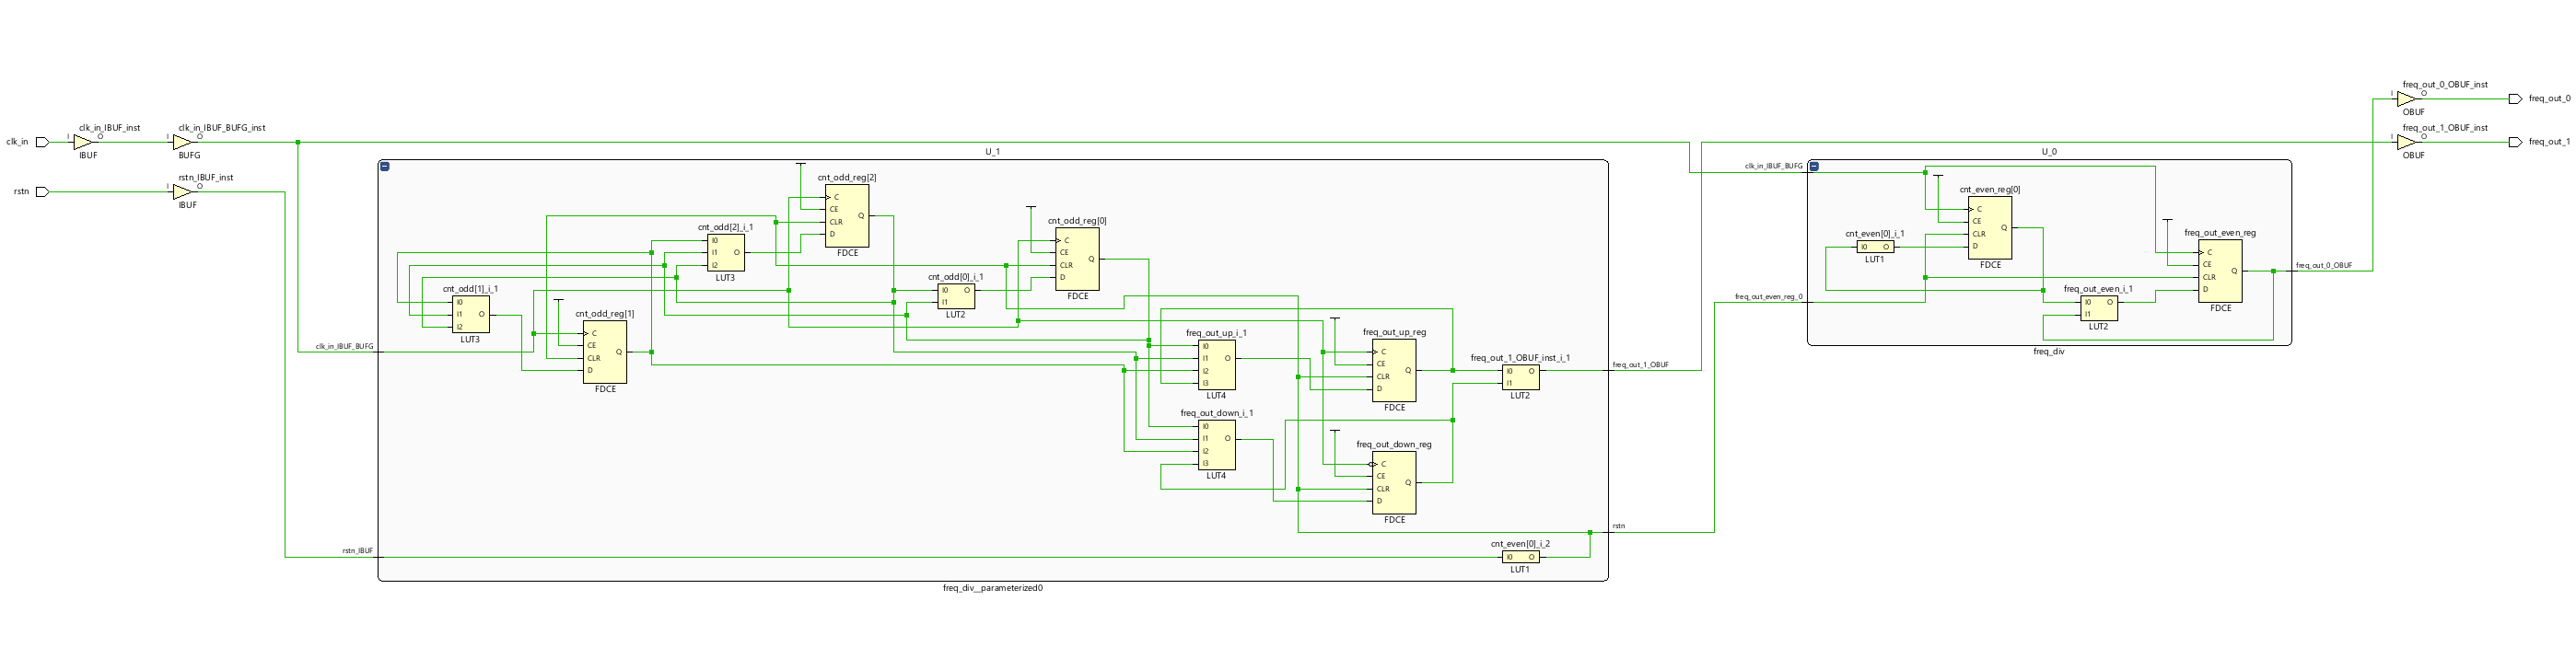 clk_in
I
clk_in_IBUF_inst
O
IBUF
I
clk_in_IBUF_BUFG_inst
O
BUFG
rstn
I
rstn_IBUF_inst
O
IBUF
U_1
clk_in_IBUF_BUFG
rstn_IBUF
cnt_odd[1]_i_1
I0
I1
I2
O
LUT3
cnt_odd_reg[1]
C
CE
CLR
D
Q
FDCE
cnt_odd[2]_i_1
I0
I1
I2
O
LUT3
cnt_odd_reg[2]
C
CE
CLR
D
Q
FDCE
cnt_odd[0]_i_1
I0
I1
O
LUT2
cnt_odd_reg[0]
C
CE
CLR
D
Q
FDCE
freq_out_up_i_1
I0
I1
I2
I3
O
LUT4
freq_out_down_i_1
I0
I1
I2
I3
O
LUT4
freq_out_up_reg
C
CE
CLR
D
Q
FDCE
freq_out_down_reg
C
CE
CLR
D
Q
FDCE
freq_out_1_OBUF_inst_i_1
I0
I1
O
LUT2
cnt_even[0]_i_2
I0
O
LUT1
freq_out_1_OBUF
rstn
freq_div__parameterized0
U_0
clk_in_IBUF_BUFG
freq_out_even_reg_0
cnt_even[0]_i_1
I0
O
LUT1
cnt_even_reg[0]
C
CE
CLR
D
Q
FDCE
freq_out_even_i_1
I0
I1
O
LUT2
freq_out_even_reg
C
CE
CLR
D
Q
FDCE
freq_out_0_OBUF
freq_div
freq_out_0_OBUF_inst
I
O
OBUF
freq_out_0
freq_out_1_OBUF_inst
I
O
OBUF
freq_out_1